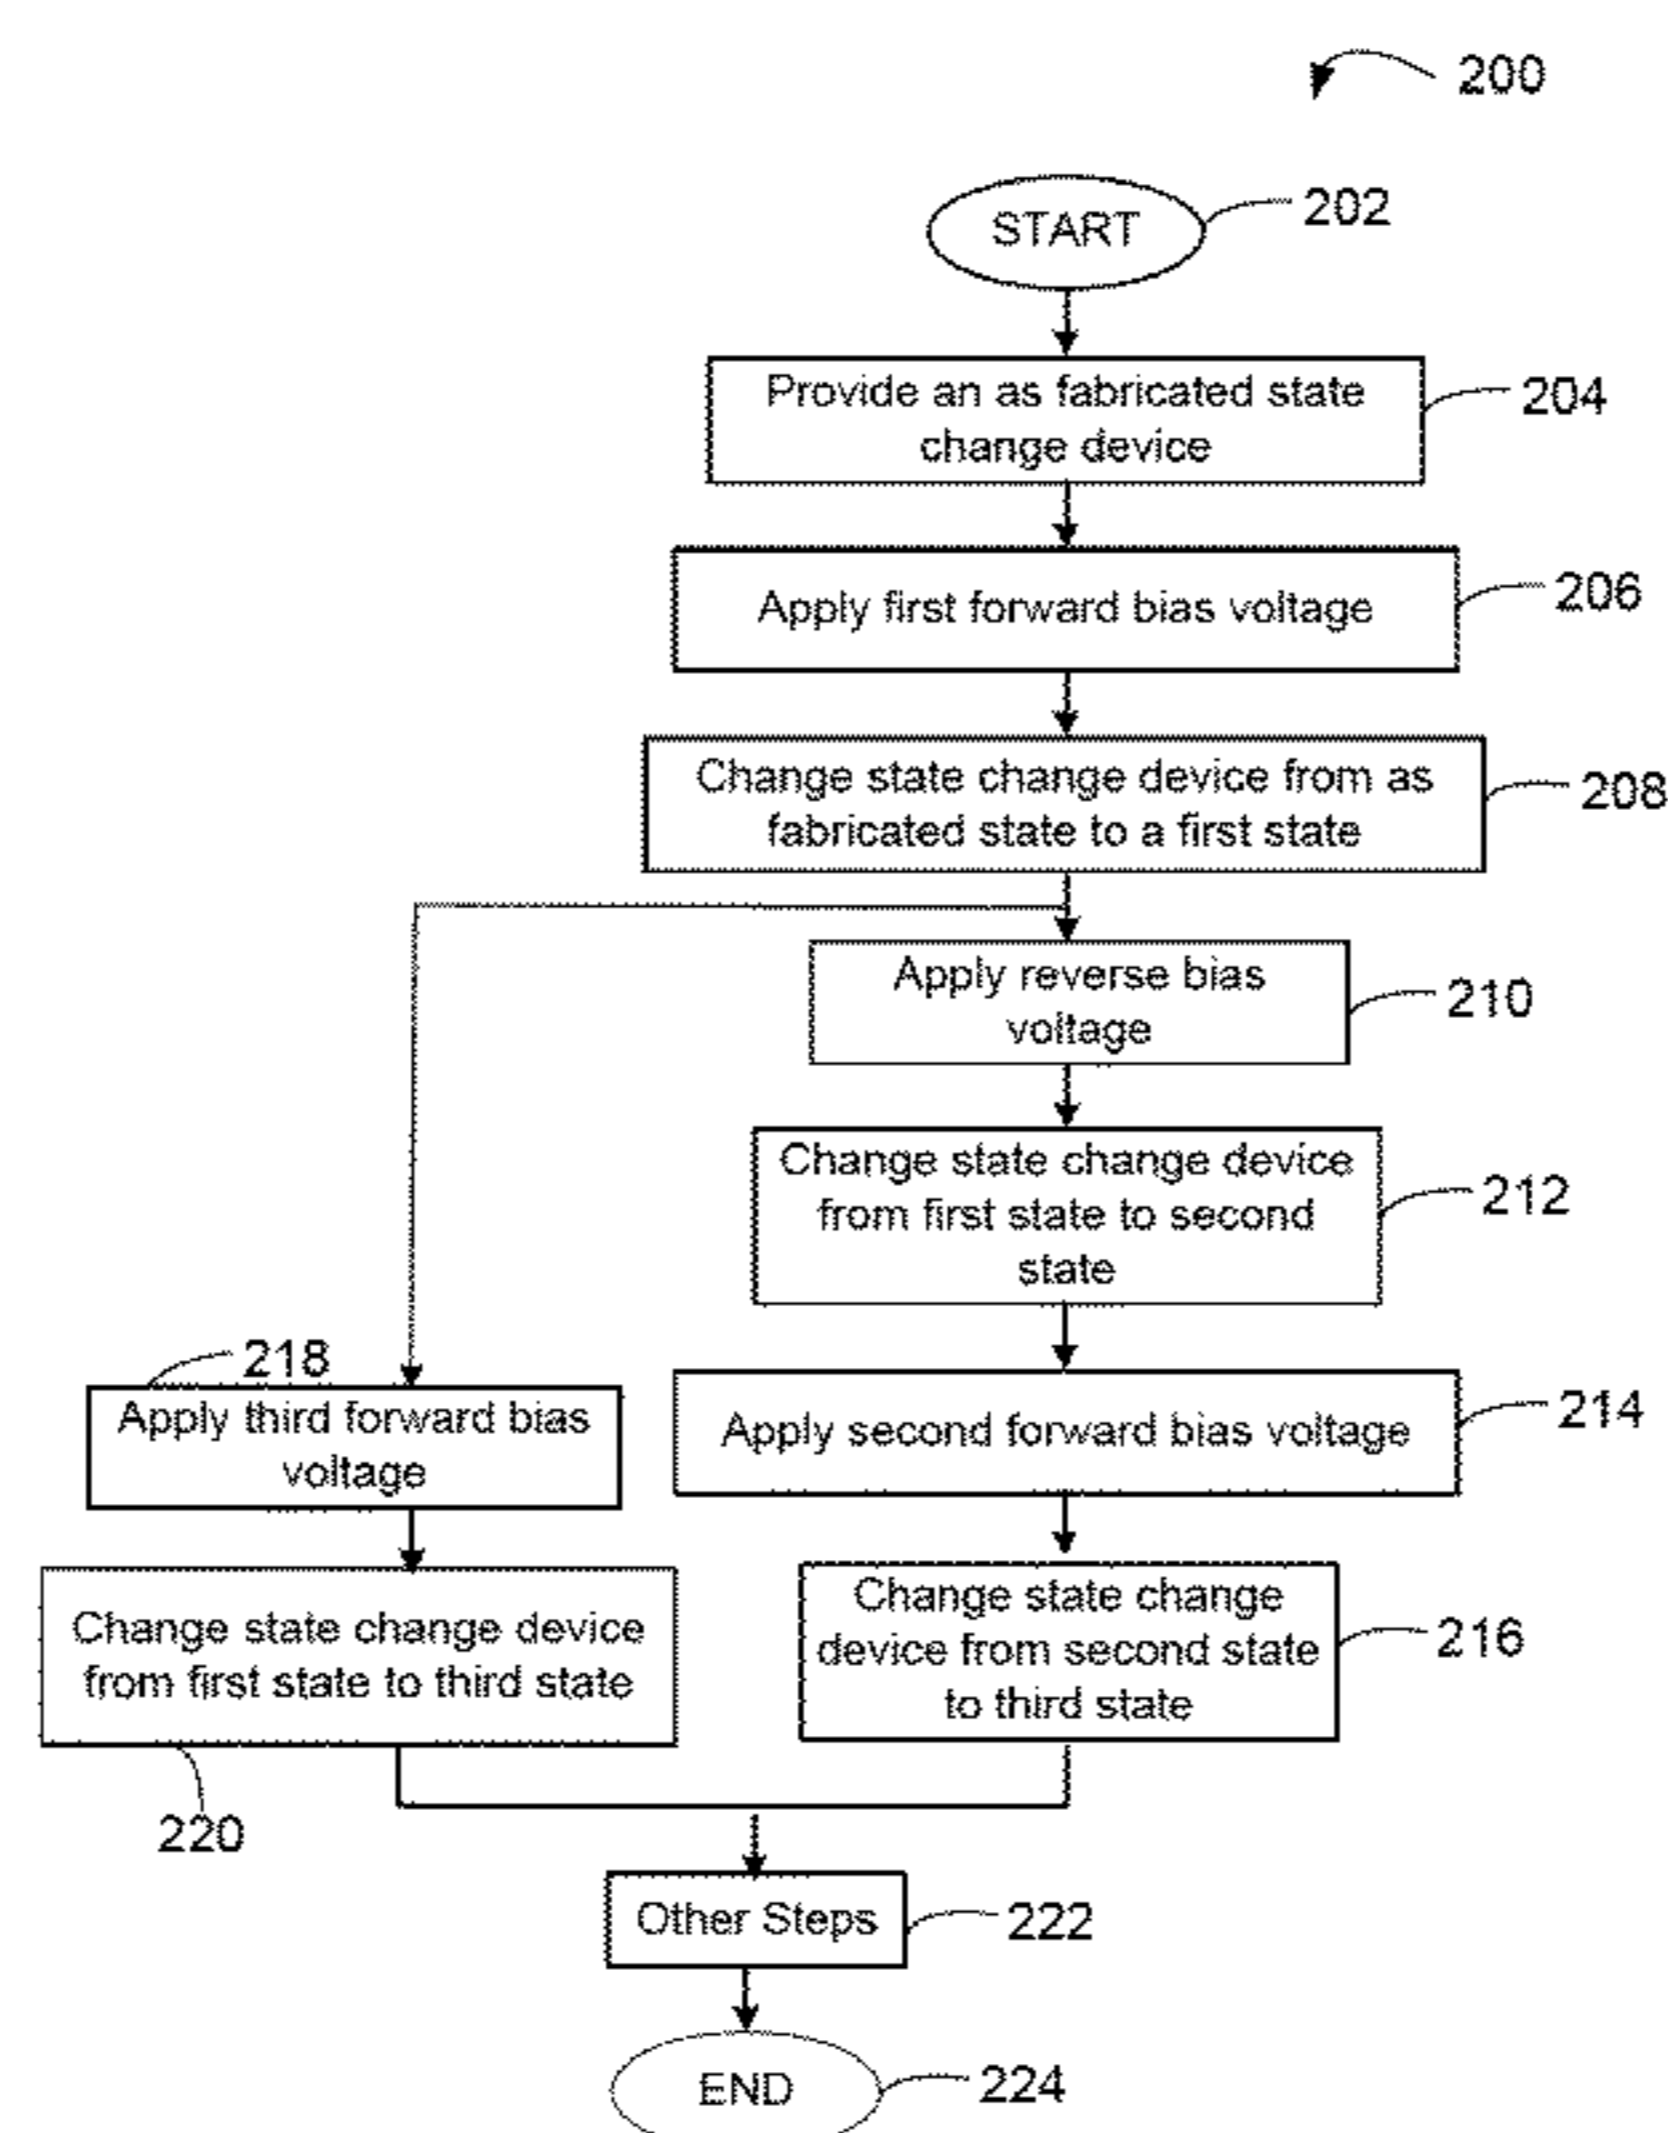 200
START
202
Provide an as fabricated state
change device
204
Apply first forward bias voltage
206
Change state change device from as
fabricated state to a first state
208
Apply reverse bias
voltage
210
Change state change device
from first state to second
state
212
218
Apply third forward bias
voltage
Apply second forward bias voltage
214
Change state change device
from first state to third state
220
Change state change
device from second state
to third state
216
Other Steps
222
END
224